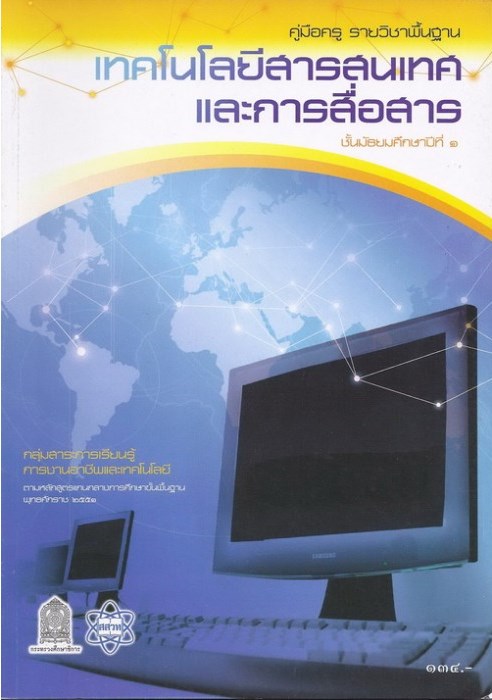 คู่มือครู รายวิชาพื้นฐาน
เทคโนโลยีสารสนเทศ
และการสื่อสาร
ชั้นมัธยมศึกษาปีที่ ๑
กลุ่มสาระการเรียนรู้
การงานอาชีพและเทคโนโลยี
ตามหลักสูตรแกนกลางการศึกษาขั้นพื้นฐาน
พุทธศักราช ๒๕๕๑
SAMSUNG
กระทรวงศึกษาธิการ
สสวท
๑๓๔.-